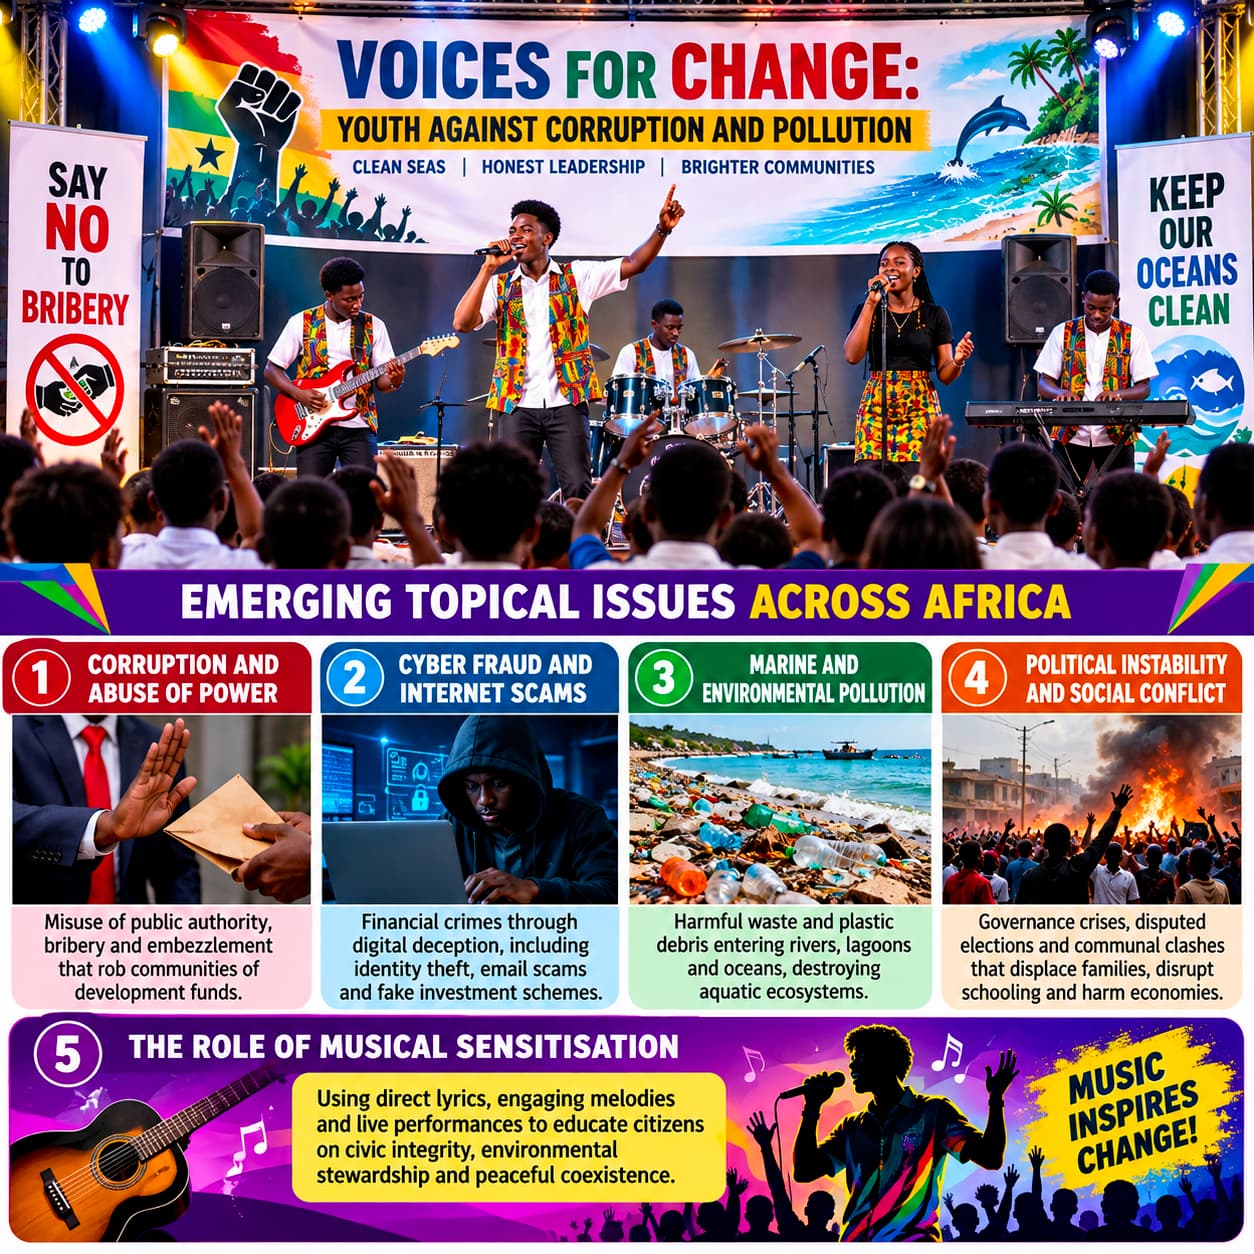 VOICES FOR CHANGE:
YOUTH AGAINST CORRUPTION AND POLLUTION
CLEAN SEAS | HONEST LEADERSHIP | BRIGHTER COMMUNITIES
SAY
NO
TO
BRIBERY
KEEP
OUR
OCEANS
CLEAN
EMERGING TOPICAL ISSUES ACROSS AFRICA
1
CORRUPTION AND
ABUSE OF POWER
Misuse of public authority,
bribery and embezzlement
that rob communities of
development funds.
2
CYBER FRAUD AND
INTERNET SCAMS
Financial crimes through
digital deception, including
identity theft, email scams
and fake investment schemes.
3
MARINE AND
ENVIRONMENTAL POLLUTION
Harmful waste and plastic
debris entering rivers, lagoons
and oceans, destroying
aquatic ecosystems.
4
POLITICAL INSTABILITY
AND SOCIAL CONFLICT
Governance crises, disputed
elections and communal clashes
that displace families, disrupt
schooling and harm economies.
5
THE ROLE OF MUSICAL SENSITISATION
Using direct lyrics, engaging melodies
and live performances to educate citizens
on civic integrity, environmental
stewardship and peaceful coexistence.
MUSIC
INSPIRES
CHANGE!